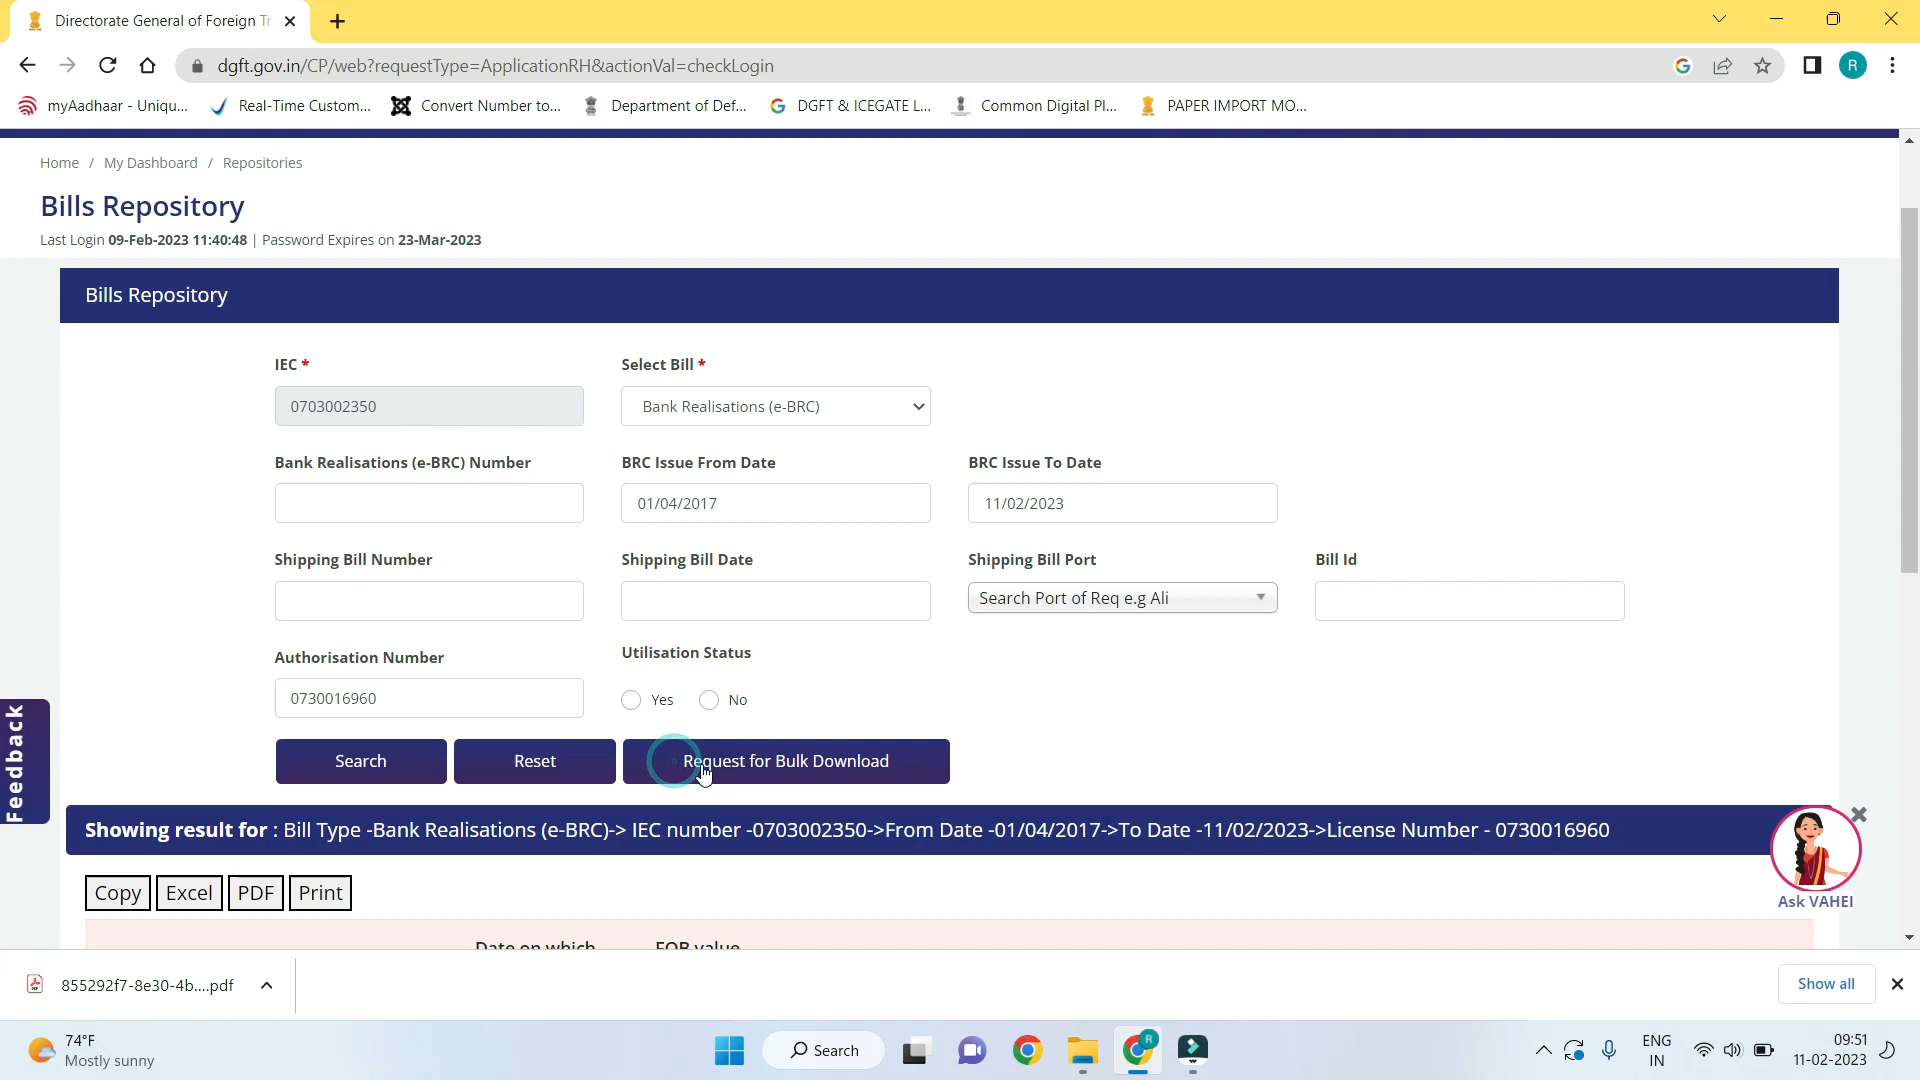 Directorate General of Foreign Tr
dgft.gov.in/CP/web?requestType=ApplicationRH&actionVal=checkLogin
R
myAadhaar - Uniqu...
Real-Time Custom...
Convert Number to...
Department of Def...
DGFT & ICEGATE L...
Common Digital Pl...
PAPER IMPORT MO...
Home / My Dashboard / Repositories
Bills Repository
Last Login 09-Feb-2023 11:40:48 | Password Expires on 23-Mar-2023
Bills Repository
IEC *
Select Bill *
0703002350
Bank Realisations (e-BRC)
Bank Realisations (e-BRC) Number
BRC Issue From Date
BRC Issue To Date
01/04/2017
11/02/2023
Shipping Bill Number
Shipping Bill Date
Shipping Bill Port
Bill Id
Search Port of Req e.g Ali
Authorisation Number
Utilisation Status
0730016960
Yes
No
Feedback
Search
Reset
Request for Bulk Download
Showing result for : Bill Type -Bank Realisations (e-BRC)-> IEC number -0703002350->From Date -01/04/2017->To Date -11/02/2023->License Number - 0730016960
Ask VAHEI
Copy
Excel
PDF
Print
Date on which
FOB value
855292f7-8e30-4b....pdf
Show all
74°F
Mostly sunny
Search
R
ENG
IN
09:51
11-02-2023